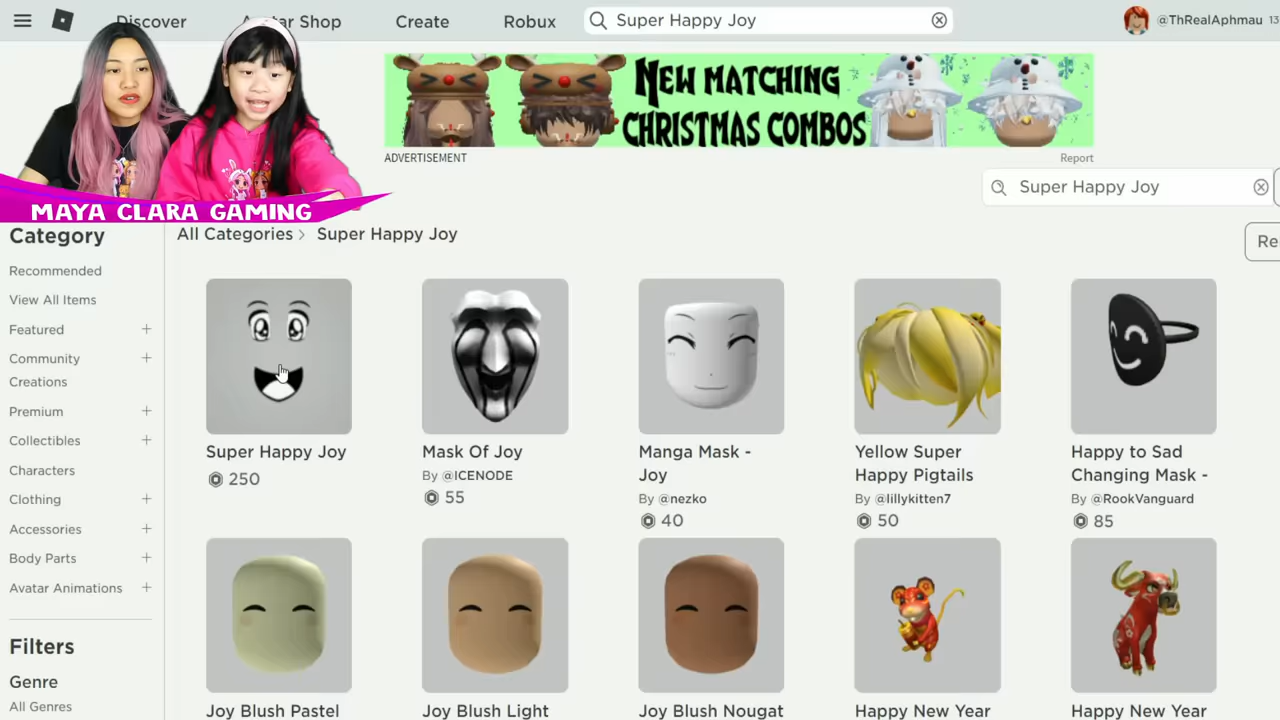 Discover
Avatar Shop
Create
Robux
Super Happy Joy
@ThRealAphmau
13
NEW MATCHING
CHRISTMAS COMBOS
ADVERTISEMENT
Report
Super Happy Joy
MAYA CLARA GAMING
Category
All Categories > Super Happy Joy
Re
Recommended
View All Items
Featured +
Community +
Creations
Premium +
Collectibles +
Characters
Clothing +
Accessories +
Body Parts +
Avatar Animations +
Filters
Genre
All Genres
Super Happy Joy
250
Mask Of Joy
By @ICENODE
55
Manga Mask -
Joy
By @nezko
40
Yellow Super
Happy Pigtails
By @lillykitten7
50
Happy to Sad
Changing Mask -
By @RookVanguard
85
Joy Blush Pastel
Joy Blush Light
Joy Blush Nougat
Happy New Year
Happy New Year